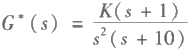 G*(s) = K(s + 1) / s²(s + 10)